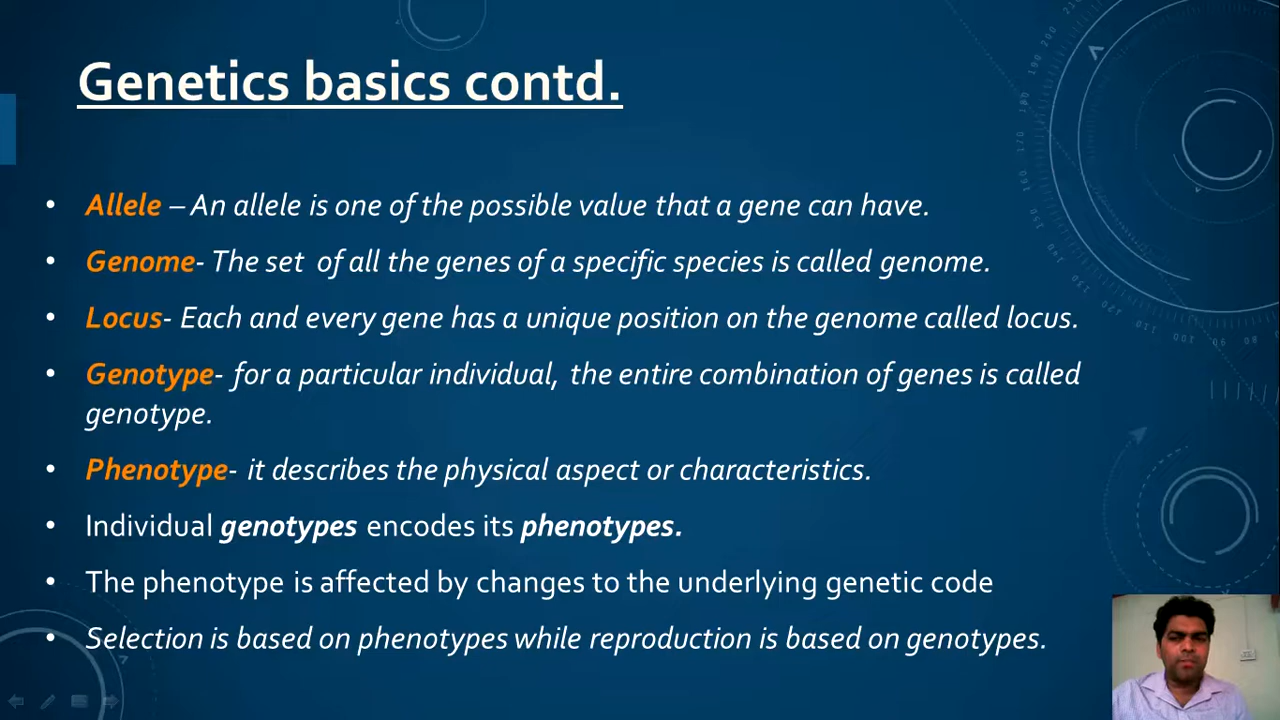 Genetics basics contd.
• Allele – An allele is one of the possible value that a gene can have.
• Genome- The set of all the genes of a specific species is called genome.
• Locus- Each and every gene has a unique position on the genome called locus.
• Genotype- for a particular individual, the entire combination of genes is called
genotype.
• Phenotype- it describes the physical aspect or characteristics.
• Individual genotypes encodes its phenotypes.
• The phenotype is affected by changes to the underlying genetic code
• Selection is based on phenotypes while reproduction is based on genotypes.